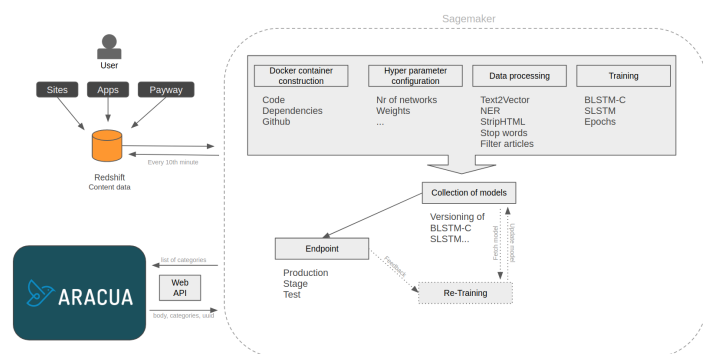 Sagemaker
User
Sites
Apps
Payway
Every 10th minute
Redshift
Content data
Docker container
construction
Code
Dependencies
Github
Hyper parameter
configuration
Nr of networks
Weights
...
Data processing
Text2Vector
NER
StripHTML
Stop words
Filter articles
Training
BLSTM-C
SLSTM
Epochs
Collection of models
Versioning of
BLSTM-C
SLSTM...
Fetch model
Update model
Endpoint
Production
Stage
Test
Feedback
Re-Training
list of categories
Web
API
body, categories, uuid
ARACUA